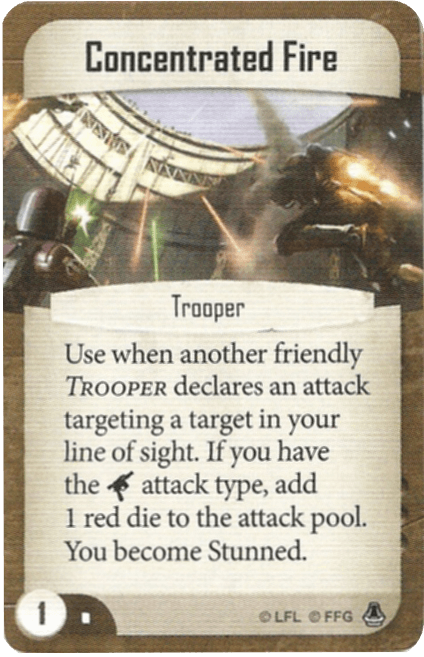 Concentrated Fire
Trooper
Use when another friendly
TROOPER declares an attack
targeting a target in your
line of sight. If you have
the attack type, add
1 red die to the attack pool.
You become Stunned.
1
© LFL © FFG